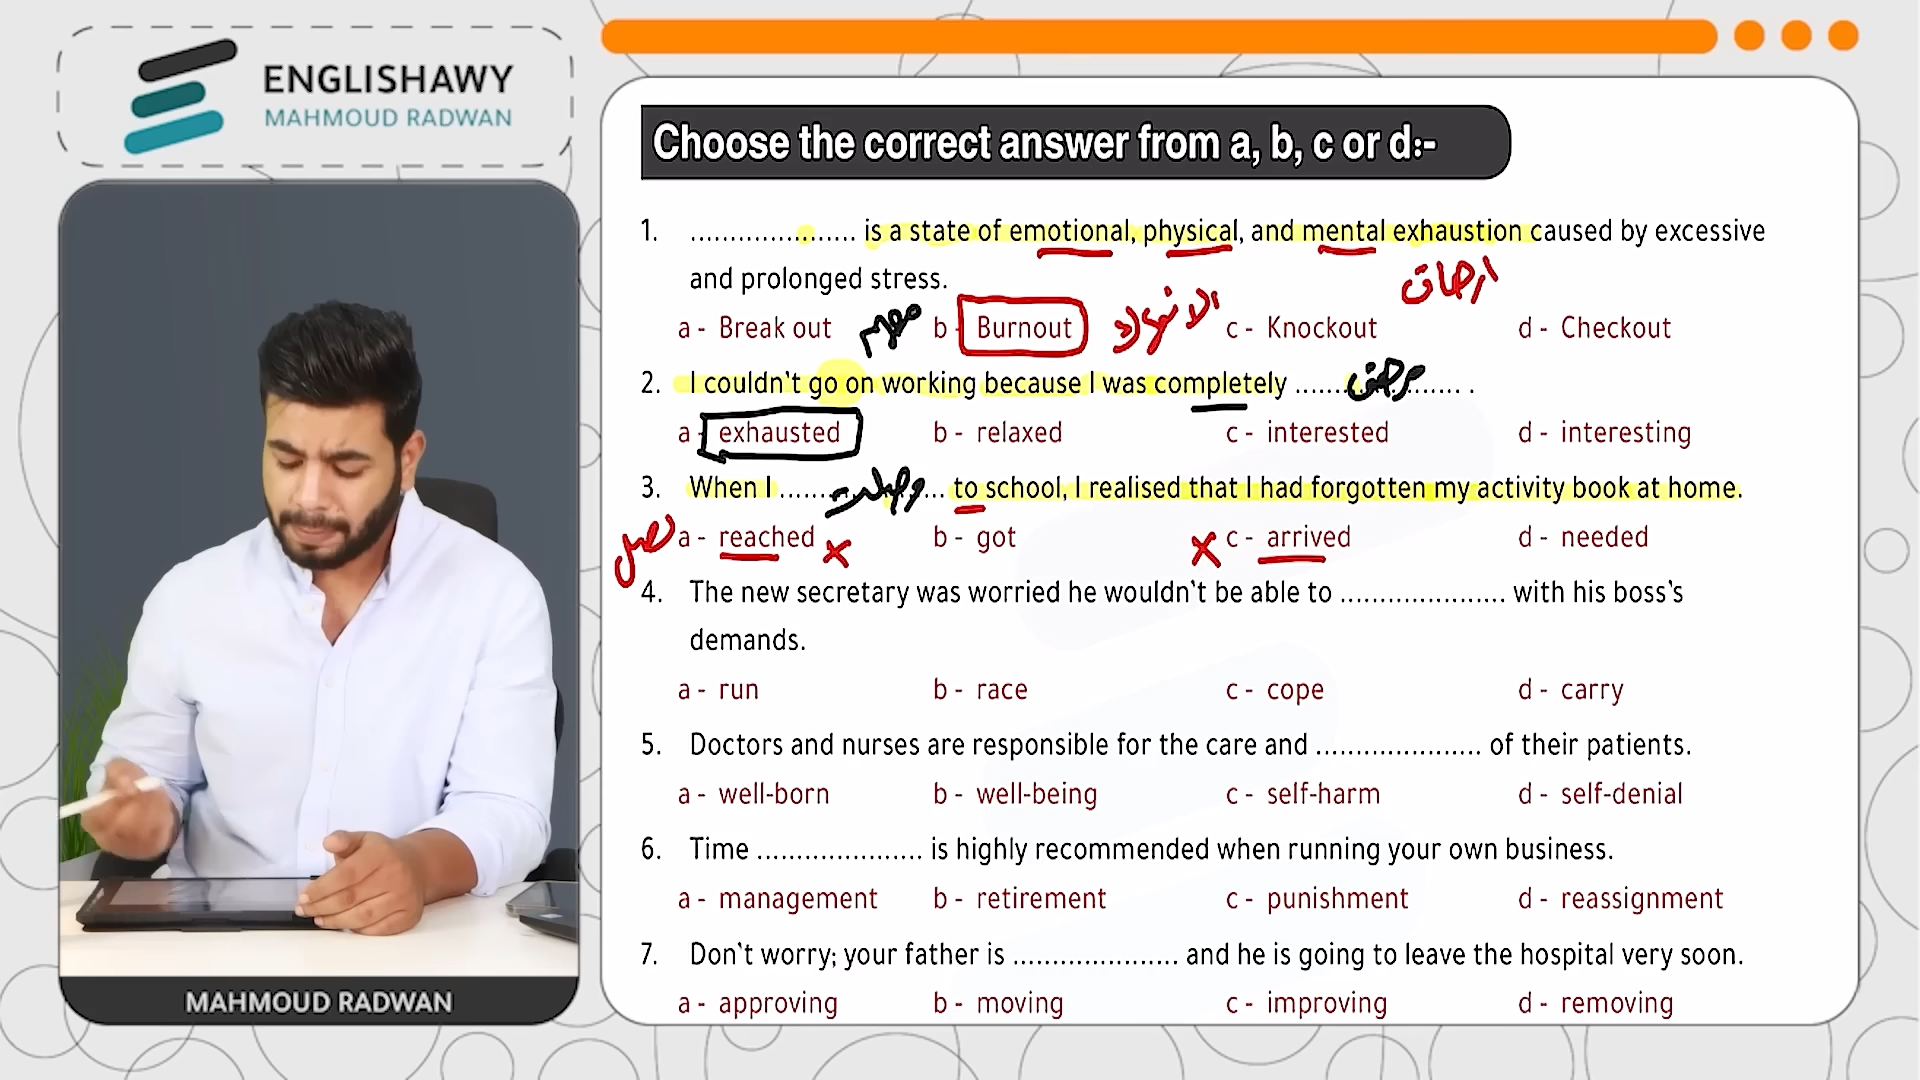 ENGLISHAWY
MAHMOUD RADWAN
Choose the correct answer from a, b, c or d:-
1. ..................... is a state of emotional, physical, and mental exhaustion caused by excessive
and prolonged stress.
ارهاق
a - Break out b - Burnout c - Knockout d - Checkout
مهم
2. I couldn't go on working because I was completely ..................... .
مرهق
a - exhausted b - relaxed c - interested d - interesting
3. When I ..................... to school, I realised that I had forgotten my activity book at home.
وصلت
a - reached b - got c - arrived d - needed
4. The new secretary was worried he wouldn't be able to ..................... with his boss's
demands.
a - run b - race c - cope d - carry
5. Doctors and nurses are responsible for the care and ..................... of their patients.
a - well-born b - well-being c - self-harm d - self-denial
6. Time ..................... is highly recommended when running your own business.
a - management b - retirement c - punishment d - reassignment
7. Don't worry; your father is ..................... and he is going to leave the hospital very soon.
a - approving b - moving c - improving d - removing
MAHMOUD RADWAN